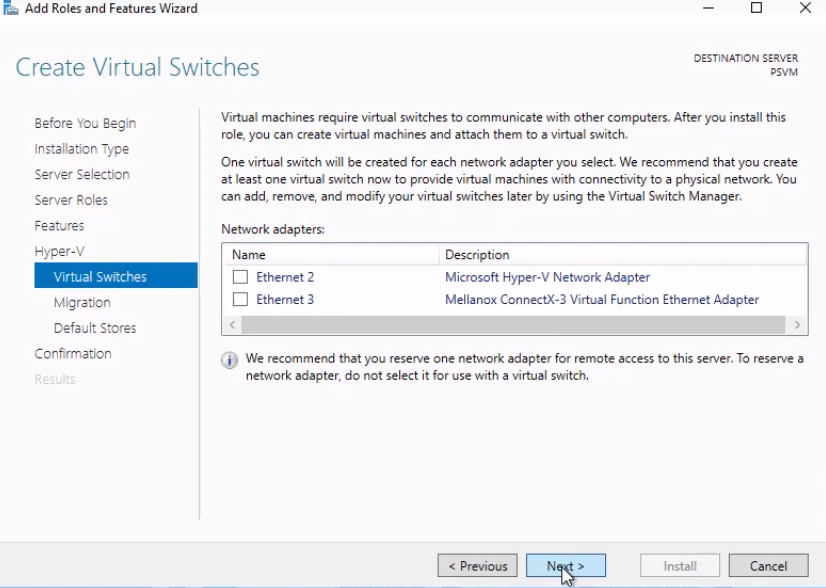 Add Roles and Features Wizard
Create Virtual Switches
DESTINATION SERVER
PSVM
Before You Begin
Installation Type
Server Selection
Server Roles
Features
Hyper-V
Virtual Switches
Migration
Default Stores
Confirmation
Results
Virtual machines require virtual switches to communicate with other computers. After you install this
role, you can create virtual machines and attach them to a virtual switch.
One virtual switch will be created for each network adapter you select. We recommend that you create
at least one virtual switch now to provide virtual machines with connectivity to a physical network. You
can add, remove, and modify your virtual switches later by using the Virtual Switch Manager.
Network adapters:
Name Description
Ethernet 2 Microsoft Hyper-V Network Adapter
Ethernet 3 Mellanox ConnectX-3 Virtual Function Ethernet Adapter
We recommend that you reserve one network adapter for remote access to this server. To reserve a
network adapter, do not select it for use with a virtual switch.
< Previous Next > Install Cancel